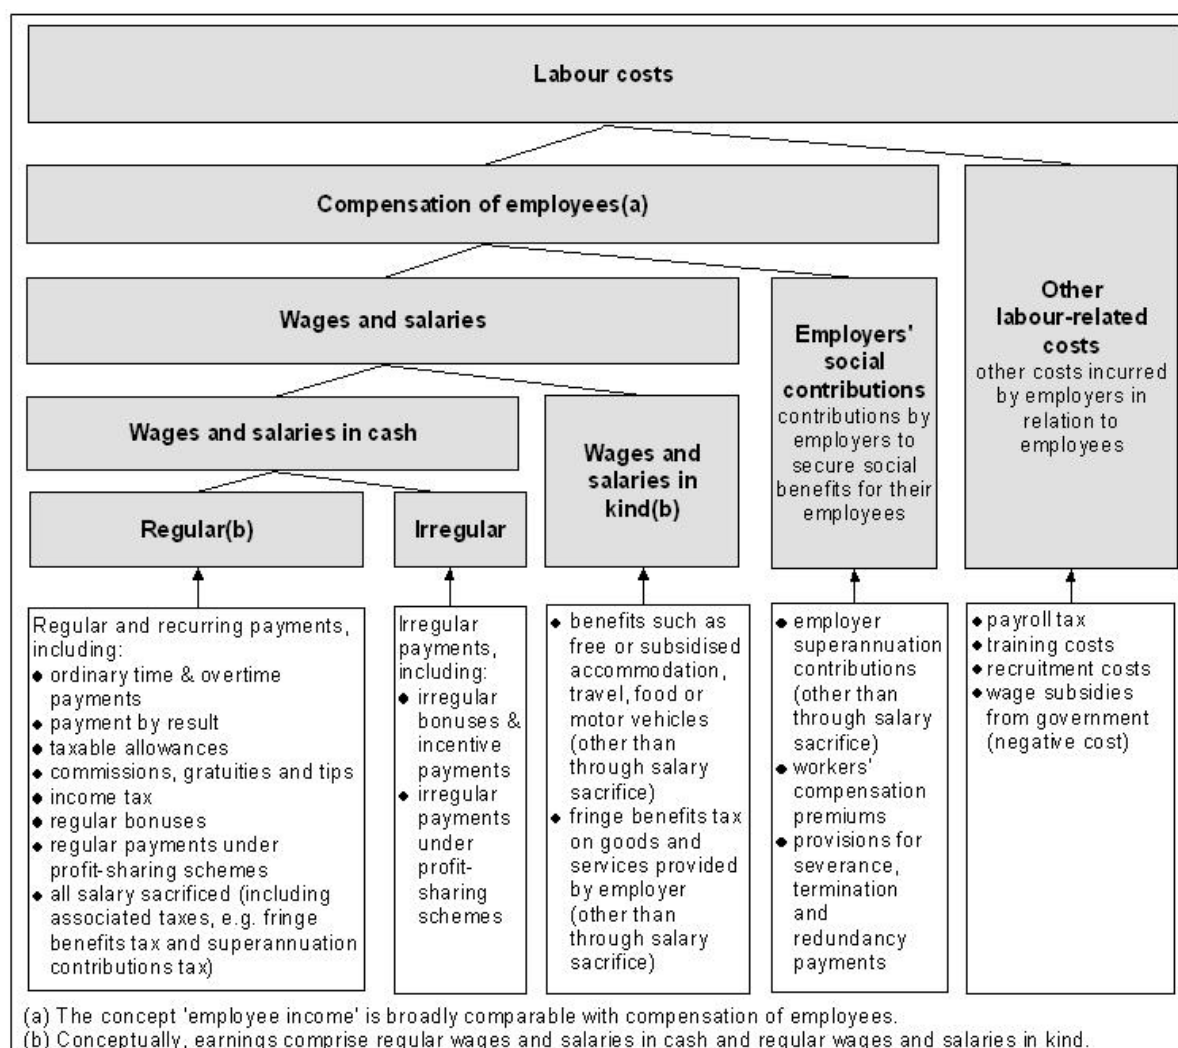 Labour costs
Compensation of employees(a)
Wages and salaries
Employers'
social
contributions
contributions by
employers to
secure social
benefits for their
employees
Other
labour-related
costs
other costs incurred
by employers in
relation to
employees
Wages and salaries in cash
Wages and
salaries in
kind(b)
Regular(b)
Irregular
Regular and recurring payments,
including:
● ordinary time & overtime
payments
◆ payment by result
◆ taxable allowances
◆ commissions, gratuities and tips
◆ income tax
● regular bonuses
◆ regular payments under
profit-sharing schemes
◆ all salary sacrificed (including
associated taxes, e.g. fringe
benefits tax and superannuation
contributions tax)
Irregular
payments,
including:
● irregular
bonuses &
incentive
payments
◆ irregular
payments
under
profit-
sharing
schemes
◆ benefits such as
free or subsidised
accommodation,
travel, food or
motor vehicles
(other than
through salary
sacrifice)
◆ fringe benefits tax
on goods and
services provided
by employer
(other than
through salary
sacrifice)
● employer
superannuation
contributions
(other than
through salary
sacrifice)
● workers'
compensation
premiums
● provisions for
severance,
termination
and
redundancy
payments
◆ payroll tax
◆ training costs
◆ recruitment costs
◆ wage subsidies
from government
(negative cost)
(a) The concept 'employee income' is broadly comparable with compensation of employees.
(b) Conceptually, earnings comprise regular wages and salaries in cash and regular wages and salaries in kind.